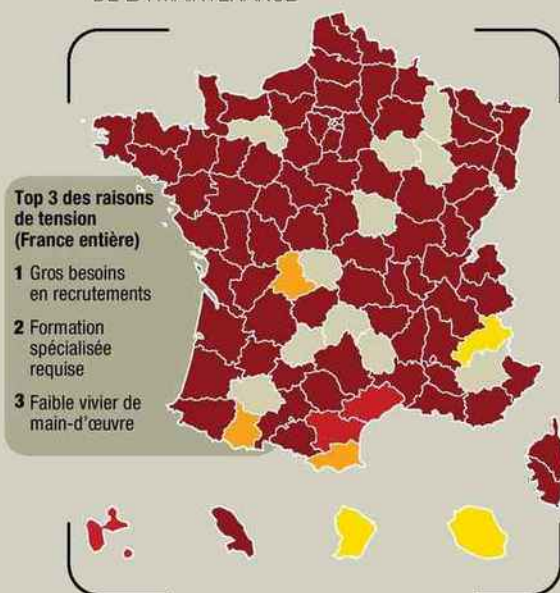 Top 3 des raisons
de tension
(France entière)
1 Gros besoins
en recrutements
2 Formation
spécialisée
requise
3 Faible vivier de
main-d'œuvre